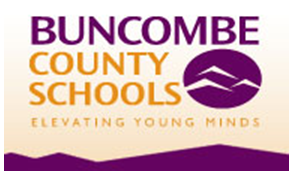 BUNCOMBE
COUNTY
SCHOOLS
ELEVATING YOUNG MINDS